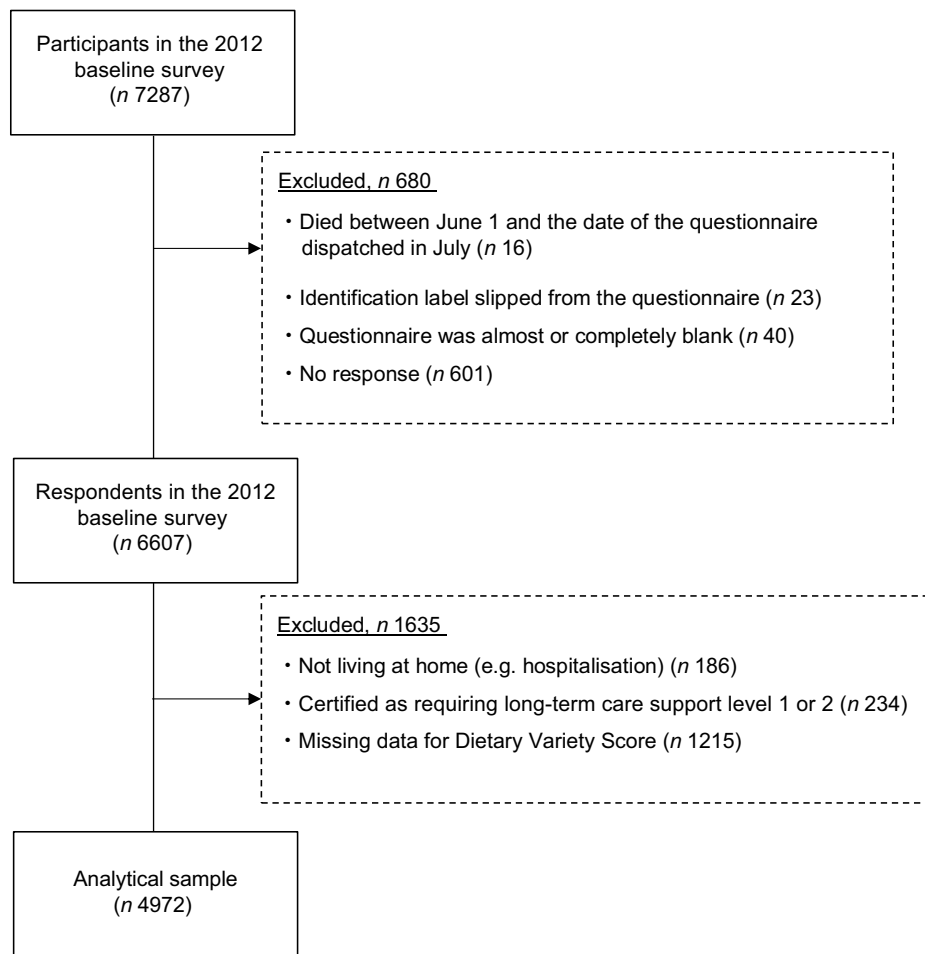 Participants in the 2012
baseline survey
(n 7287)
Excluded, n 680
・Died between June 1 and the date of the questionnaire
dispatched in July (n 16)
・Identification label slipped from the questionnaire (n 23)
・Questionnaire was almost or completely blank (n 40)
・No response (n 601)
Respondents in the 2012
baseline survey
(n 6607)
Excluded, n 1635
・Not living at home (e.g. hospitalisation) (n 186)
・Certified as requiring long-term care support level 1 or 2 (n 234)
・Missing data for Dietary Variety Score (n 1215)
Analytical sample
(n 4972)